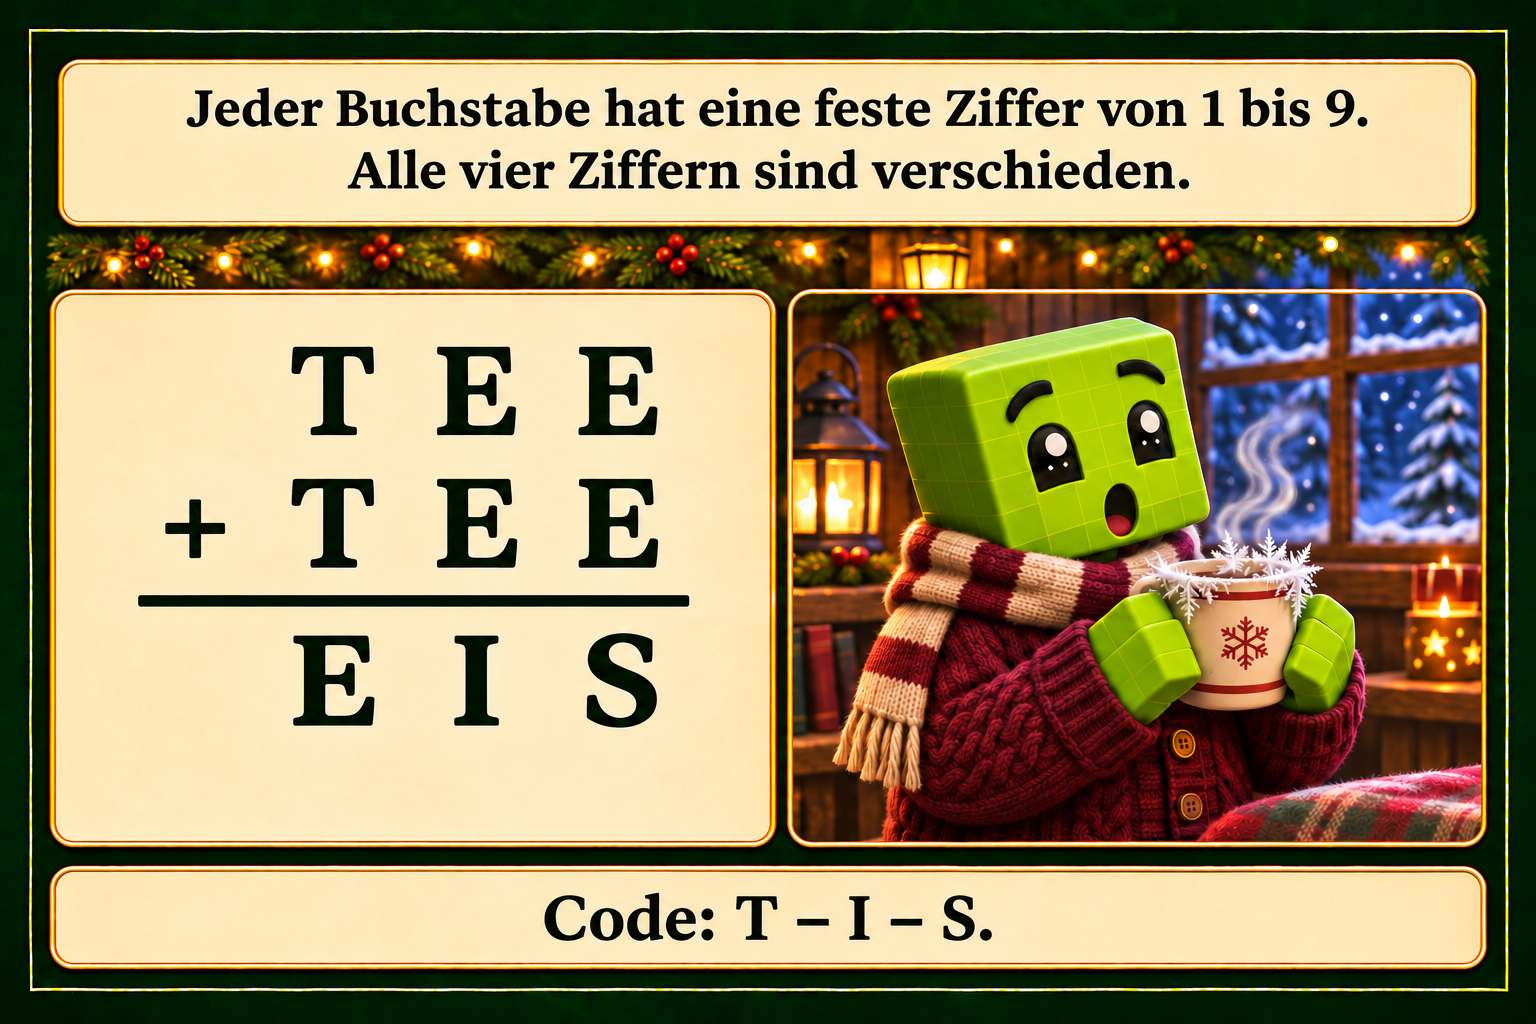 Jeder Buchstabe hat eine feste Ziffer von 1 bis 9.
Alle vier Ziffern sind verschieden.
T E E
+ T E E
E I S
Code: T – I – S.